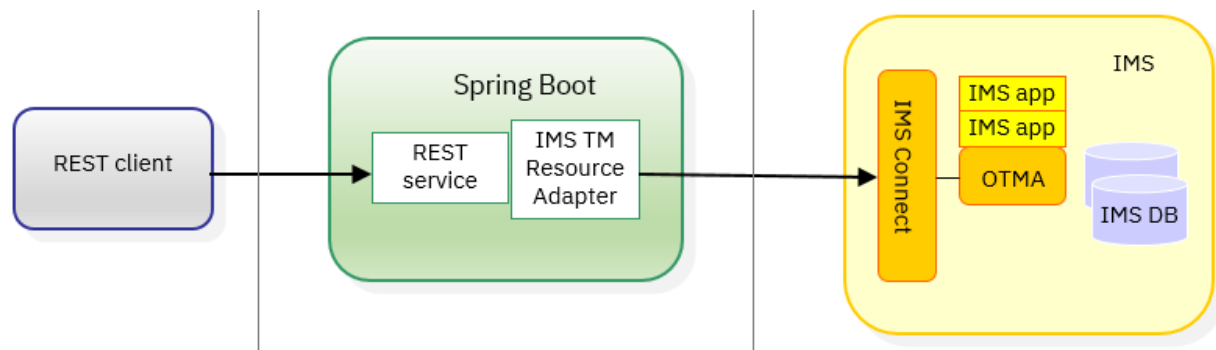 REST client
Spring Boot
REST
service
IMS TM
Resource
Adapter
IMS
IMS Connect
IMS app
IMS app
OTMA
IMS DB